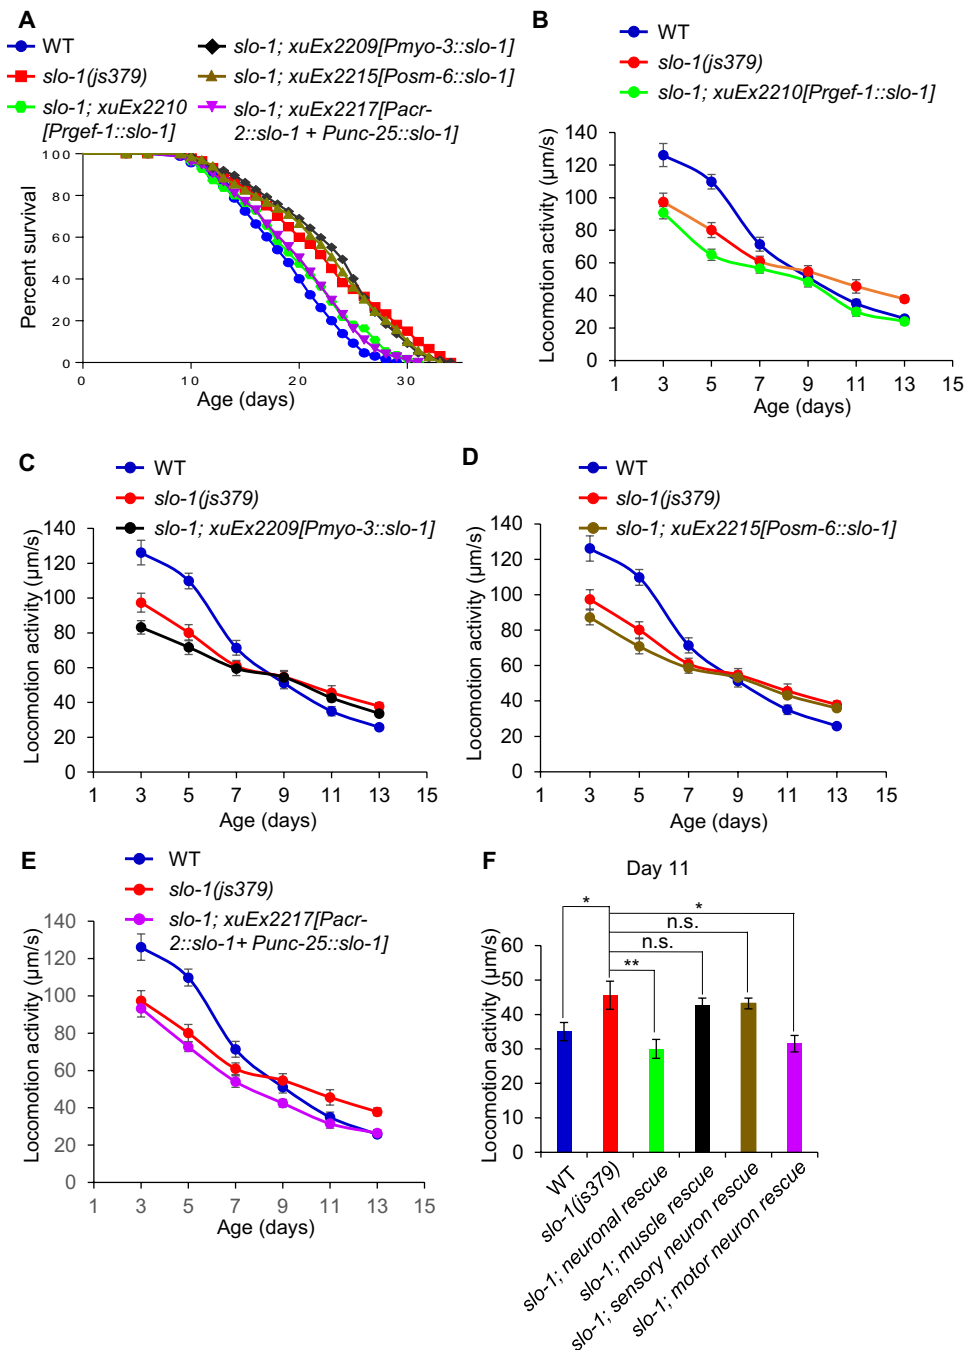 A
WT
slo-1(js379)
slo-1; xuEx2210
[Prgef-1::slo-1]
slo-1; xuEx2209[Pmyo-3::slo-1]
slo-1; xuEx2215[Posm-6::slo-1]
slo-1; xuEx2217[Pacr-
2::slo-1 + Punc-25::slo-1]
Percent survival
100
80
60
40
20
0
0
10
20
30
Age (days)
B
WT
slo-1(js379)
slo-1; xuEx2210[Prgef-1::slo-1]
Locomotion activity (μm/s)
140
120
100
80
60
40
20
0
1 3 5 7 9 11 13 15
Age (days)
C
WT
slo-1(js379)
slo-1; xuEx2209[Pmyo-3::slo-1]
Locomotion activity (μm/s)
140
120
100
80
60
40
20
0
1 3 5 7 9 11 13 15
Age (days)
D
WT
slo-1(js379)
slo-1; xuEx2215[Posm-6::slo-1]
Locomotion activity (μm/s)
140
120
100
80
60
40
20
0
1 3 5 7 9 11 13 15
Age (days)
E
WT
slo-1(js379)
slo-1; xuEx2217[Pacr-
2::slo-1+ Punc-25::slo-1]
Locomotion activity (μm/s)
140
120
100
80
60
40
20
0
1 3 5 7 9 11 13 15
Age (days)
F
Day 11
*
*
n.s.
n.s.
**
Locomotion activity (μm/s)
60
50
40
30
20
10
0
WT
slo-1(js379)
slo-1; neuronal rescue
slo-1; muscle rescue
slo-1; sensory neuron rescue
slo-1; motor neuron rescue